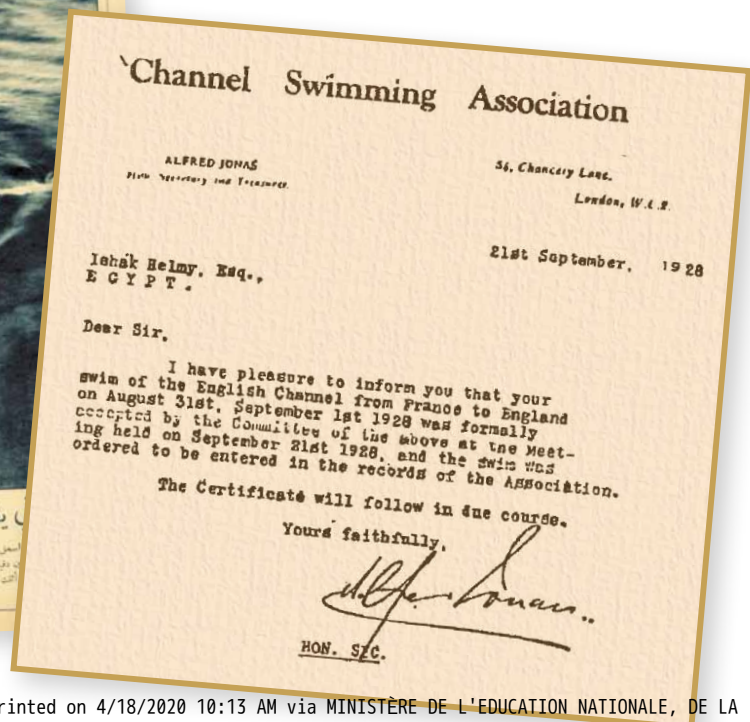 Channel Swimming Association
ALFRED JONAS
Secretary and Treasurer.
Chancery Lane.
London, W.C.2.
21st September, 1928
Ishak Helmy, Esq.,
EGYPT.
Dear Sir,
I have pleasure to inform you that your
swim of the English Channel from France to England
on August 31st, September 1st 1928 was formally
accepted by the Committee of the above at the Meet-
ing held on September 21st 1928, and the swim was
ordered to be entered in the records of the Association.
The Certificate will follow in due course.
Yours faithfully,
HON. SEC.
rinted on 4/18/2020 10:13 AM via MINISTÈRE DE L'EDUCATION NATIONALE, DE LA